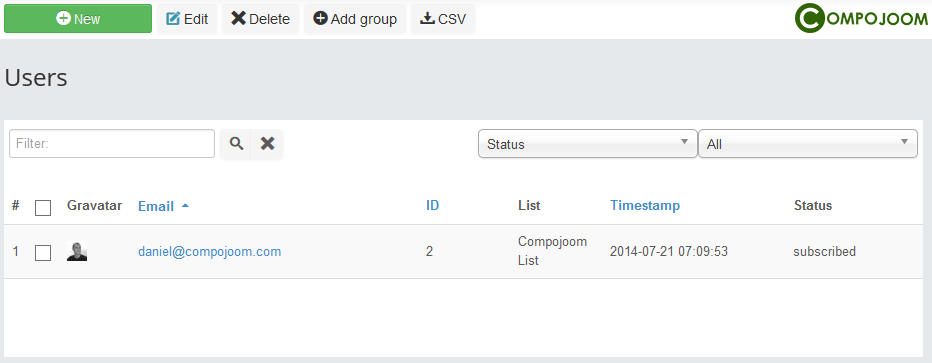 New Edit Delete Add group CSV COMPOJOOM
Users
Filter: Status All
# Gravatar Email ID List Timestamp Status
1 daniel@compojoom.com 2 Compojoom List 2014-07-21 07:09:53 subscribed